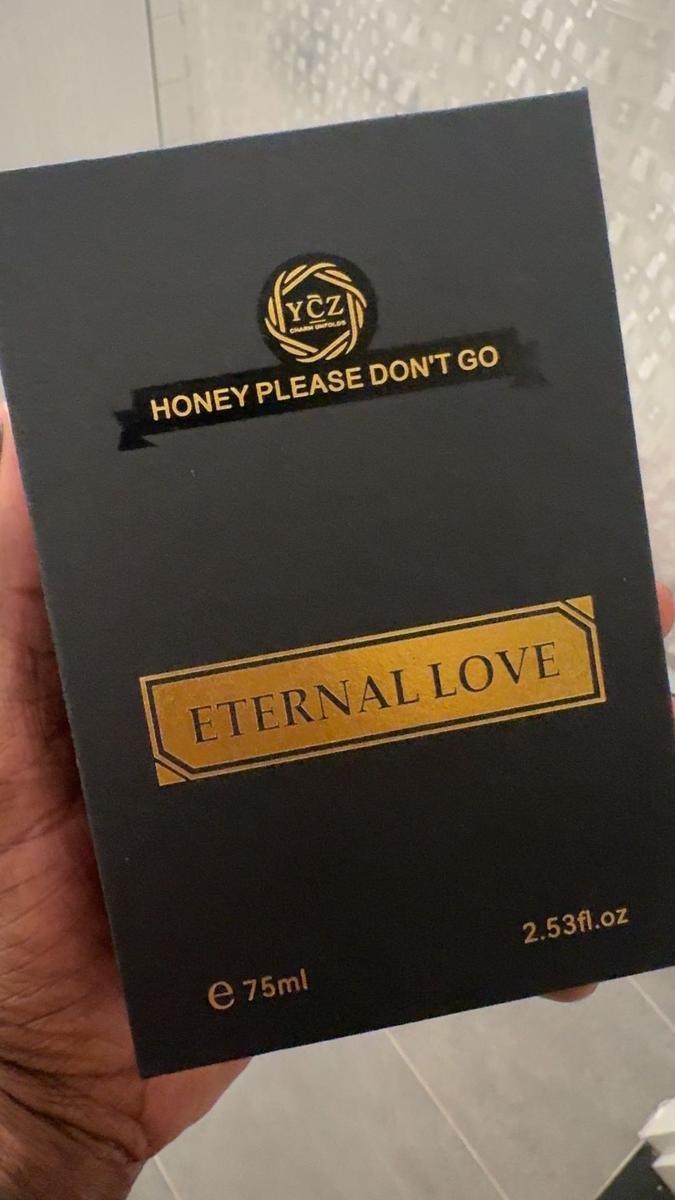 YCZ
CHARM UNFOLDS
HONEY PLEASE DON'T GO
ETERNAL LOVE
2.53fl.oz
℮ 75ml